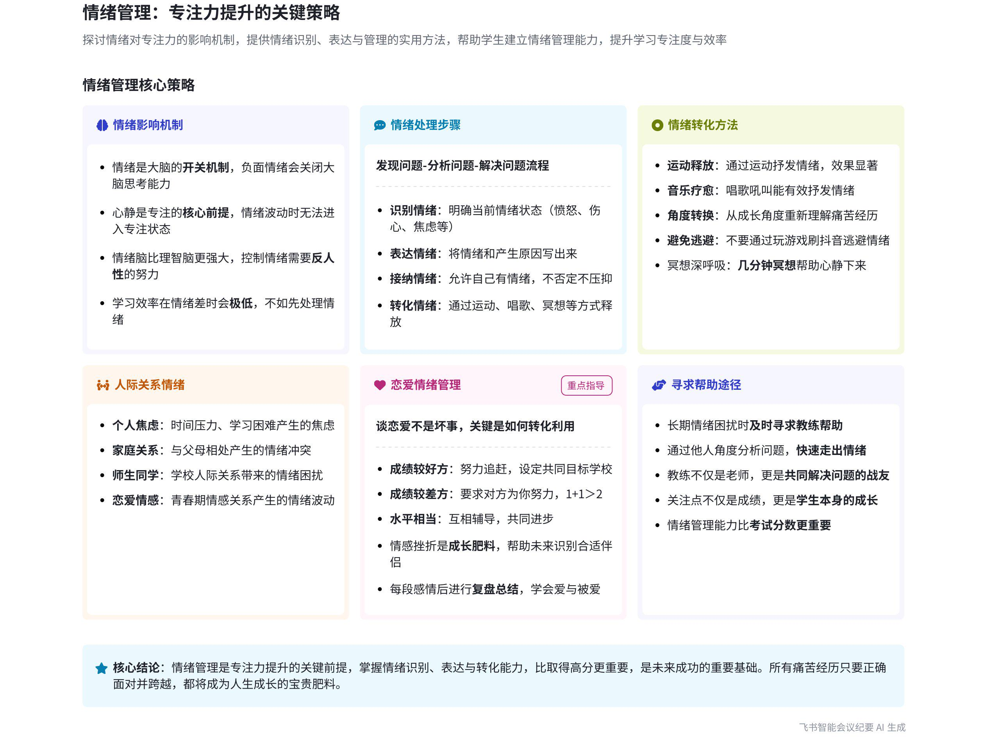 情绪管理：专注力提升的关键策略
探讨情绪对专注力的影响机制，提供情绪识别、表达与管理的实用方法，帮助学生建立情绪管理能力，提升学习专注度与效率
情绪管理核心策略
情绪影响机制
情绪是大脑的开关机制，负面情绪会关闭大
脑思考能力
心静是专注的核心前提，情绪波动时无法进
入专注状态
情绪脑比理智脑更强大，控制情绪需要反人
性的努力
学习效率在情绪差时会极低，不如先处理情
绪
情绪处理步骤
发现问题-分析问题-解决问题流程
识别情绪：明确当前情绪状态（愤怒、伤
心、焦虑等）
表达情绪：将情绪和产生原因写出来
接纳情绪：允许自己有情绪，不否定不压抑
转化情绪：通过运动、唱歌、冥想等方式释
放
情绪转化方法
运动释放：通过运动抒发情绪，效果显著
音乐疗愈：唱歌吼叫能有效抒发情绪
角度转换：从成长角度重新理解痛苦经历
避免逃避：不要通过玩游戏刷抖音逃避情绪
冥想深呼吸：几分钟冥想帮助心静下来
人际关系情绪
个人焦虑：时间压力、学习困难产生的焦虑
家庭关系：与父母相处产生的情绪冲突
师生同学：学校人际关系带来的情绪困扰
恋爱情感：青春期情感关系产生的情绪波动
恋爱情绪管理
重点指导
谈恋爱不是坏事，关键是如何转化利用
成绩较好方：努力追赶，设定共同目标学校
成绩较差方：要求对方为你努力，1+1＞2
水平相当：互相辅导，共同进步
情感挫折是成长肥料，帮助未来识别合适伴
侣
每段感情后进行复盘总结，学会爱与被爱
寻求帮助途径
长期情绪困扰时及时寻求教练帮助
通过他人角度分析问题，快速走出情绪
教练不仅是老师，更是共同解决问题的战友
关注点不仅是成绩，更是学生本身的成长
情绪管理能力比考试分数更重要
核心结论：情绪管理是专注力提升的关键前提，掌握情绪识别、表达与转化能力，比取得高分更重要，是未来成功的重要基础。所有痛苦经历只要正确
面对并跨越，都将成为人生成长的宝贵肥料。
飞书智能会议纪要 AI 生成